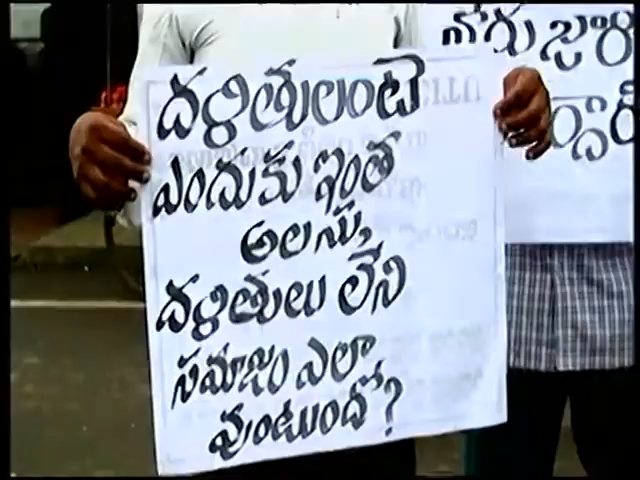 దళితులంటే
ఎందుకు ఇంత
అలుసు,
దళితులు లేని
సమాజం ఎలా
వుంటుందో?